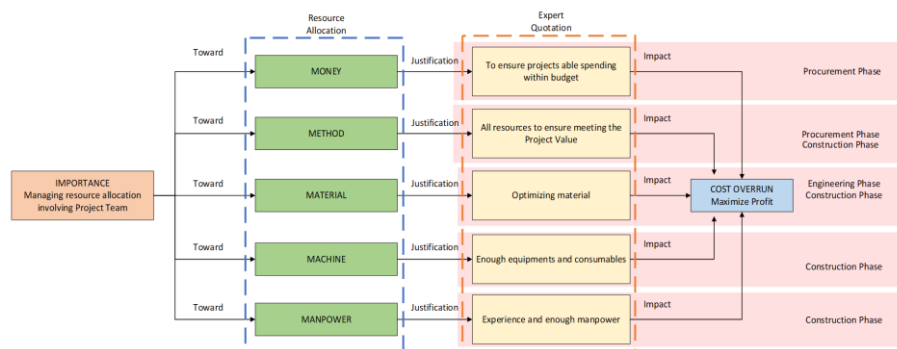 Resource
Allocation
Expert
Quotation
Toward
MONEY
Justification
To ensure projects able spending
within budget
Impact
Procurement Phase
Toward
METHOD
Justification
All resources to ensure meeting the
Project Value
Impact
Procurement Phase
Construction Phase
IMPORTANCE
Managing resource allocation
involving Project Team
Toward
MATERIAL
Justification
Optimizing material
Impact
COST OVERRUN
Maximize Profit
Engineering Phase
Construction Phase
Toward
MACHINE
Justification
Enough equipments and consumables
Impact
Construction Phase
Toward
MANPOWER
Justification
Experience and enough manpower
Impact
Construction Phase